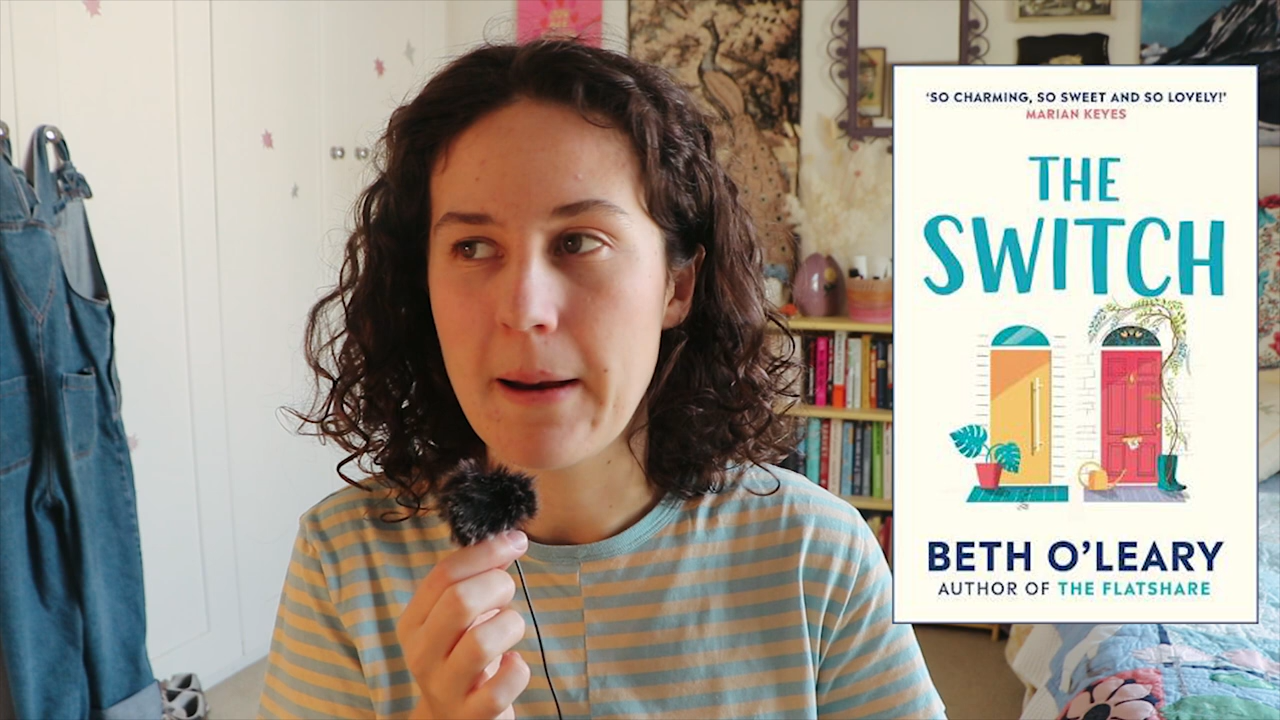 ‘SO CHARMING, SO SWEET AND SO LOVELY!’
MARIAN KEYES
THE
SWITCH
BETH O’LEARY
AUTHOR OF THE FLATSHARE